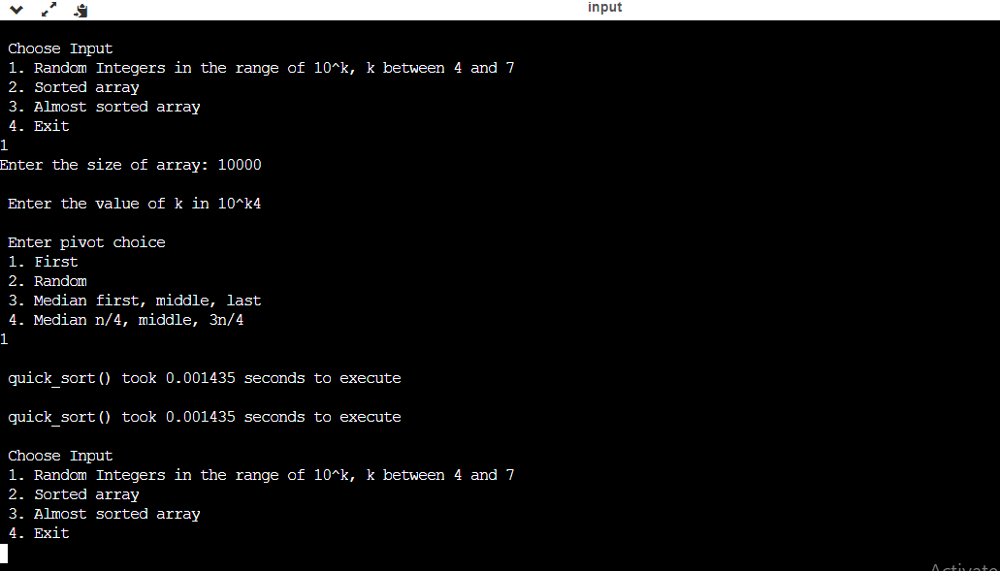 input
Choose Input
1. Random Integers in the range of 10^k, k between 4 and 7
2. Sorted array
3. Almost sorted array
4. Exit
1
Enter the size of array: 10000
Enter the value of k in 10^k4
Enter pivot choice
1. First
2. Random
3. Median first, middle, last
4. Median n/4, middle, 3n/4
1
quick_sort() took 0.001435 seconds to execute
quick_sort() took 0.001435 seconds to execute
Choose Input
1. Random Integers in the range of 10^k, k between 4 and 7
2. Sorted array
3. Almost sorted array
4. Exit
Activate